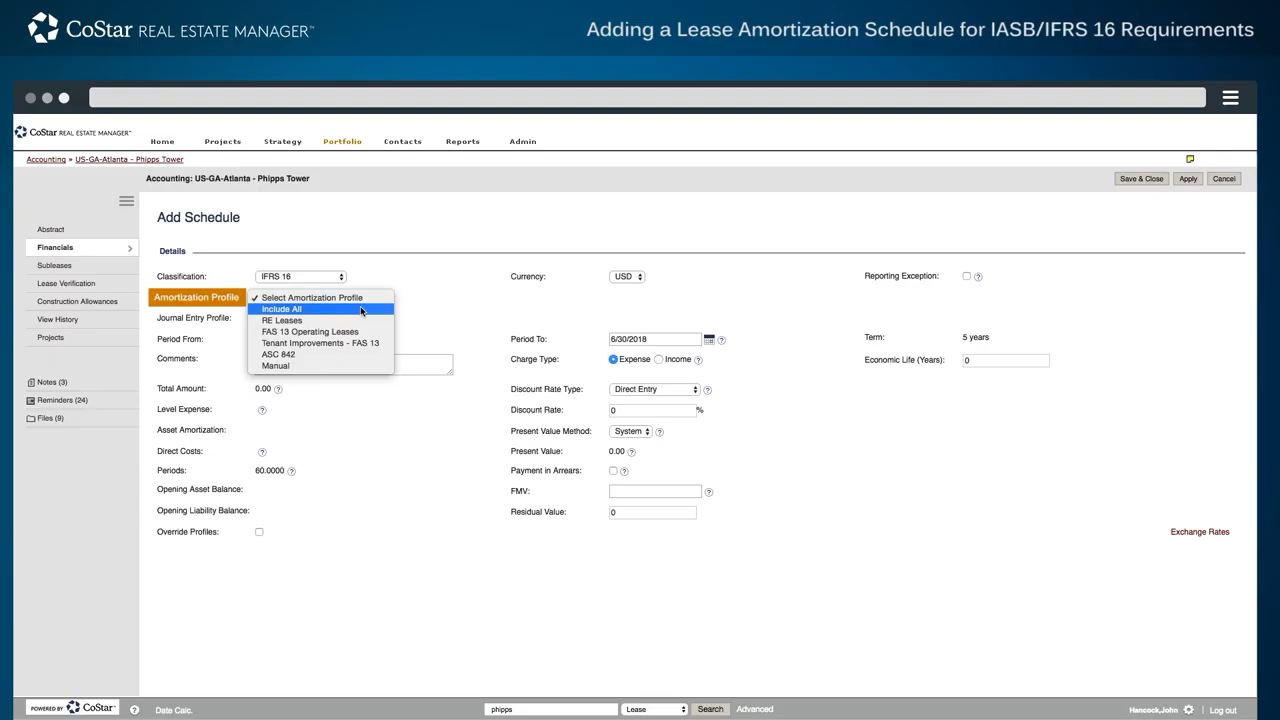 CoStar REAL ESTATE MANAGER™
Adding a Lease Amortization Schedule for IASB/IFRS 16 Requirements
CoStar REAL ESTATE MANAGER™
Home Projects Strategy Portfolio Contacts Reports Admin
Accounting » US-GA-Atlanta - Phipps Tower
Accounting: US-GA-Atlanta - Phipps Tower
Save & Close Apply Cancel
Abstract
Financials
Subleases
Lease Verification
Construction Allowances
View History
Projects
Notes (3)
Reminders (24)
Files (9)
Add Schedule
Details
Classification: IFRS 16 Currency: USD Reporting Exception: ?
Amortization Profile
✓ Select Amortization Profile
Include All
RE Leases
FAS 13 Operating Leases
Tenant Improvements - FAS 13
ASC 842
Manual
Journal Entry Profile:
Period From: Period To: 6/30/2018 ? Term: 5 years
Comments: Charge Type: Expense Income ? Economic Life (Years): 0
Total Amount: 0.00 ? Discount Rate Type: Direct Entry ?
Level Expense: ? Discount Rate: 0 %
Asset Amortization: Present Value Method: System ?
Direct Costs: ? Present Value: 0.00 ?
Periods: 60.0000 ? Payment in Arrears: ?
Opening Asset Balance: FMV: ?
Opening Liability Balance: Residual Value: 0
Override Profiles: Exchange Rates
POWERED BY CoStar™ ? Date Calc. phipps Lease Search Advanced Hancock,John Log out